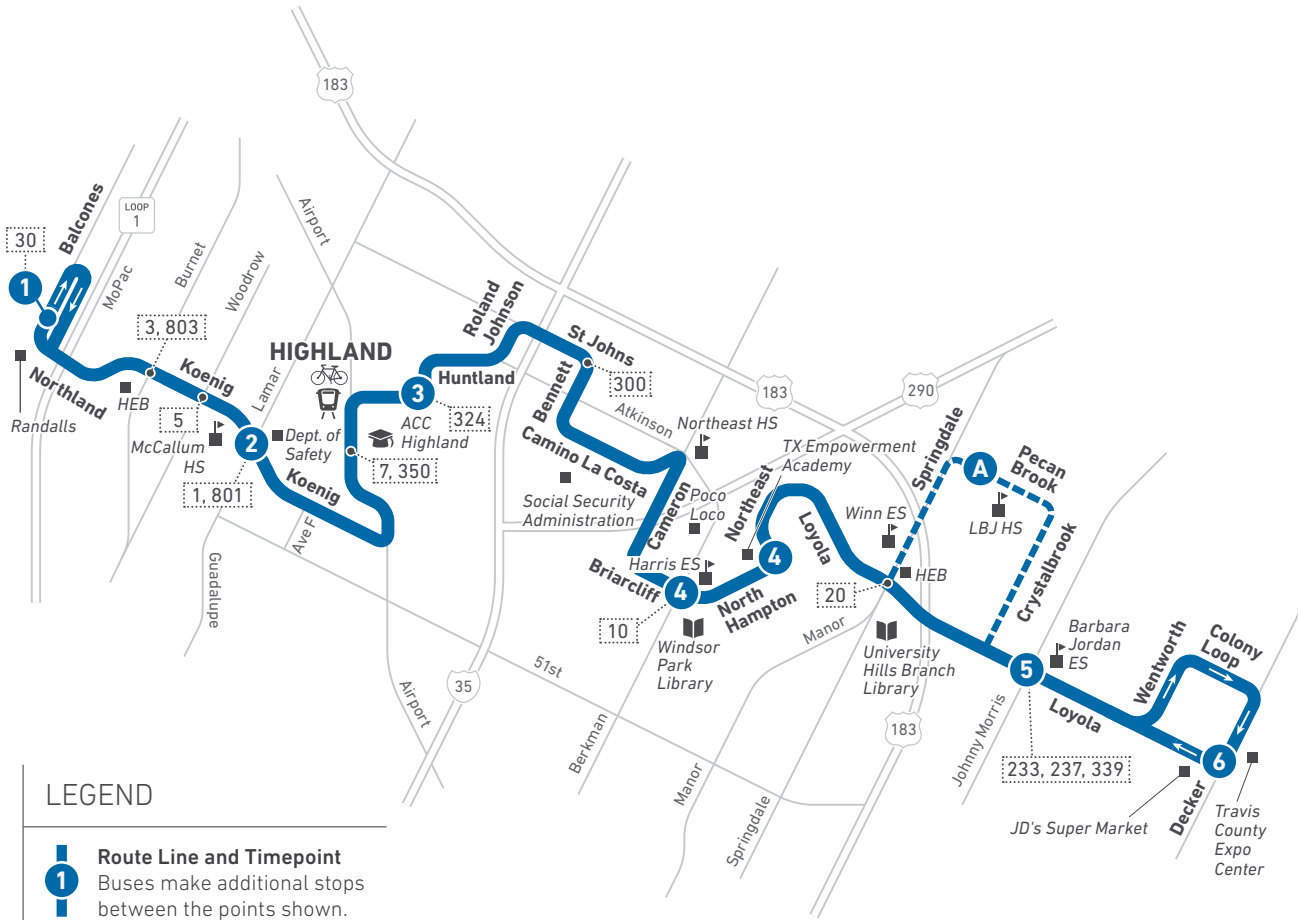 183
LOOP
1
Balcones
Airport
30
1
MoPac
Burnet
Woodrow
3, 803
Roland
Johnson
St Johns
HIGHLAND
Koenig
Lamar
Huntland
300
Bennett
183
290
Northland
HEB
3
324
Atkinson
Randalls
5
McCallum
HS
2
Dept. of
Safety
ACC
Highland
7, 350
Northeast HS
TX Empowerment
Academy
Camino La Costa
Springdale
A
Pecan
Brook
1, 801
Koenig
Social Security
Administration
Cameron
Poco
Loco
Northeast
Loyola
Winn ES
LBJ HS
Ave F
Guadalupe
Harris ES
Briarcliff
4
4
North
Hampton
HEB
20
Crystalbrook
10
Windsor
Park
Library
Manor
University
Hills Branch
Library
Barbara
Jordan
ES
Wentworth
Colony
Loop
51st
35
Airport
5
Loyola
Berkman
Manor
Springdale
183
Johnny Morris
233, 237, 339
6
JD's Super Market
Decker
Travis
County
Expo
Center
LEGEND
1
Route Line and Timepoint
Buses make additional stops
between the points shown.